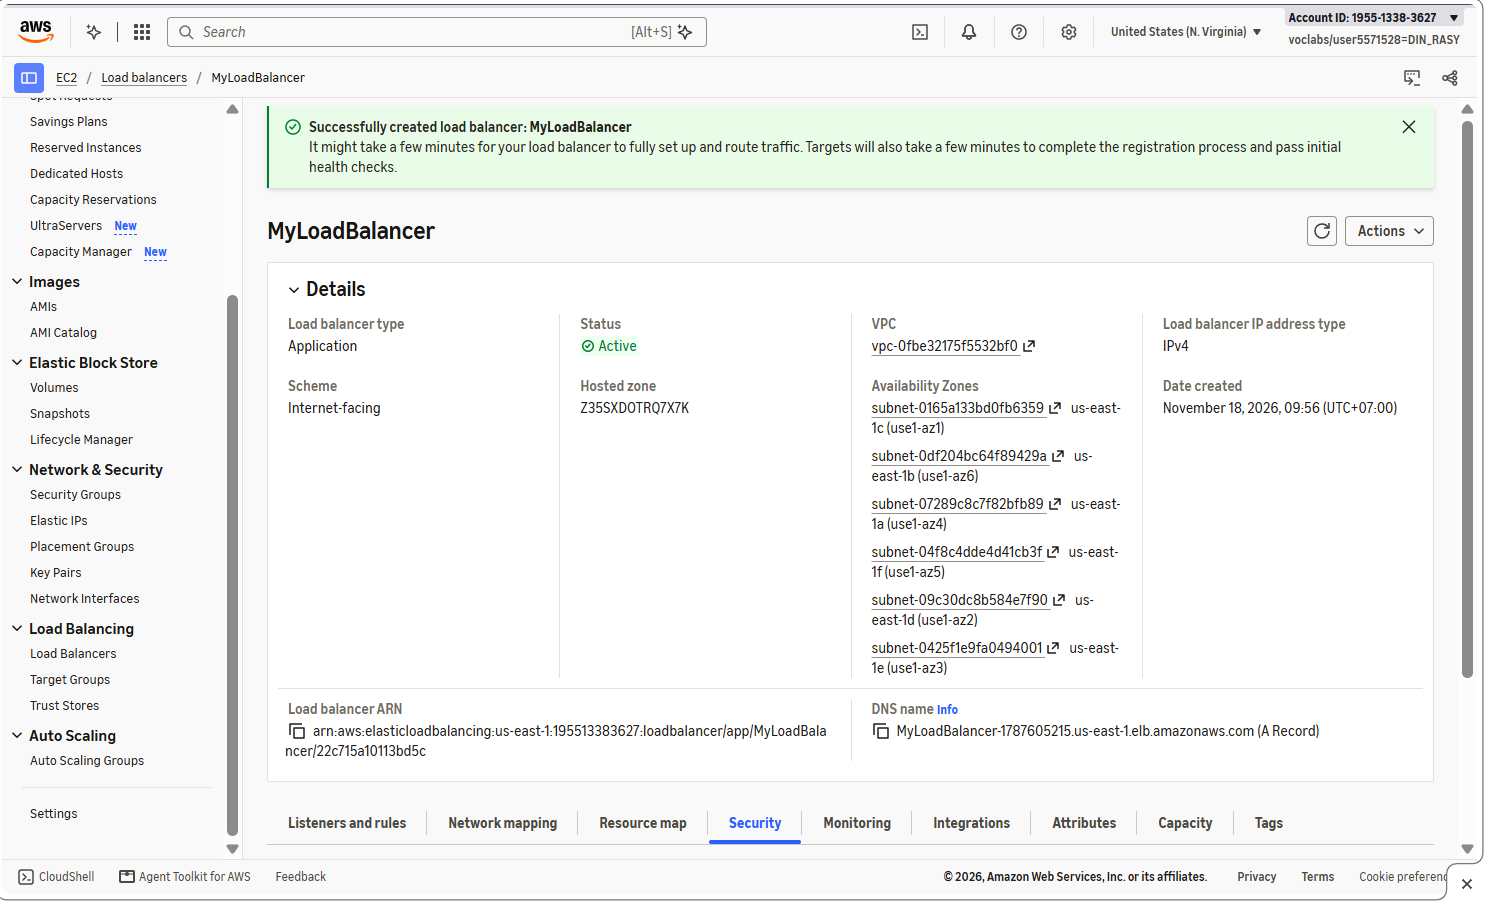 aws
Search
[Alt+S]
United States (N. Virginia)
Account ID: 1955-1338-3627
voclabs/user5571528=DIN_RASY
EC2 / Load balancers / MyLoadBalancer
Spot Requests
Savings Plans
Reserved Instances
Dedicated Hosts
Capacity Reservations
UltraServers New
Capacity Manager New
Images
AMIs
AMI Catalog
Elastic Block Store
Volumes
Snapshots
Lifecycle Manager
Network & Security
Security Groups
Elastic IPs
Placement Groups
Key Pairs
Network Interfaces
Load Balancing
Load Balancers
Target Groups
Trust Stores
Auto Scaling
Auto Scaling Groups
Settings
Successfully created load balancer: MyLoadBalancer
It might take a few minutes for your load balancer to fully set up and route traffic. Targets will also take a few minutes to complete the registration process and pass initial
health checks.
MyLoadBalancer
Actions
Details
Load balancer type
Application
Scheme
Internet-facing
Status
Active
Hosted zone
Z35SXDOTRQ7X7K
VPC
vpc-0fbe32175f5532bf0
Availability Zones
subnet-0165a133bd0fb6359 us-east-
1c (use1-az1)
subnet-0df204bc64f89429a us-
east-1b (use1-az6)
subnet-07289c8c7f82bfb89 us-east-
1a (use1-az4)
subnet-04f8c4dde4d41cb3f us-east-
1f (use1-az5)
subnet-09c30dc8b584e7f90 us-
east-1d (use1-az2)
subnet-0425f1e9fa0494001 us-east-
1e (use1-az3)
Load balancer IP address type
IPv4
Date created
November 18, 2026, 09:56 (UTC+07:00)
Load balancer ARN
arn:aws:elasticloadbalancing:us-east-1:195513383627:loadbalancer/app/MyLoadBala
ncer/22c715a10113bd5c
DNS name Info
MyLoadBalancer-1787605215.us-east-1.elb.amazonaws.com (A Record)
Listeners and rules
Network mapping
Resource map
Security
Monitoring
Integrations
Attributes
Capacity
Tags
CloudShell
Agent Toolkit for AWS
Feedback
© 2026, Amazon Web Services, Inc. or its affiliates.
Privacy
Terms
Cookie preferenc